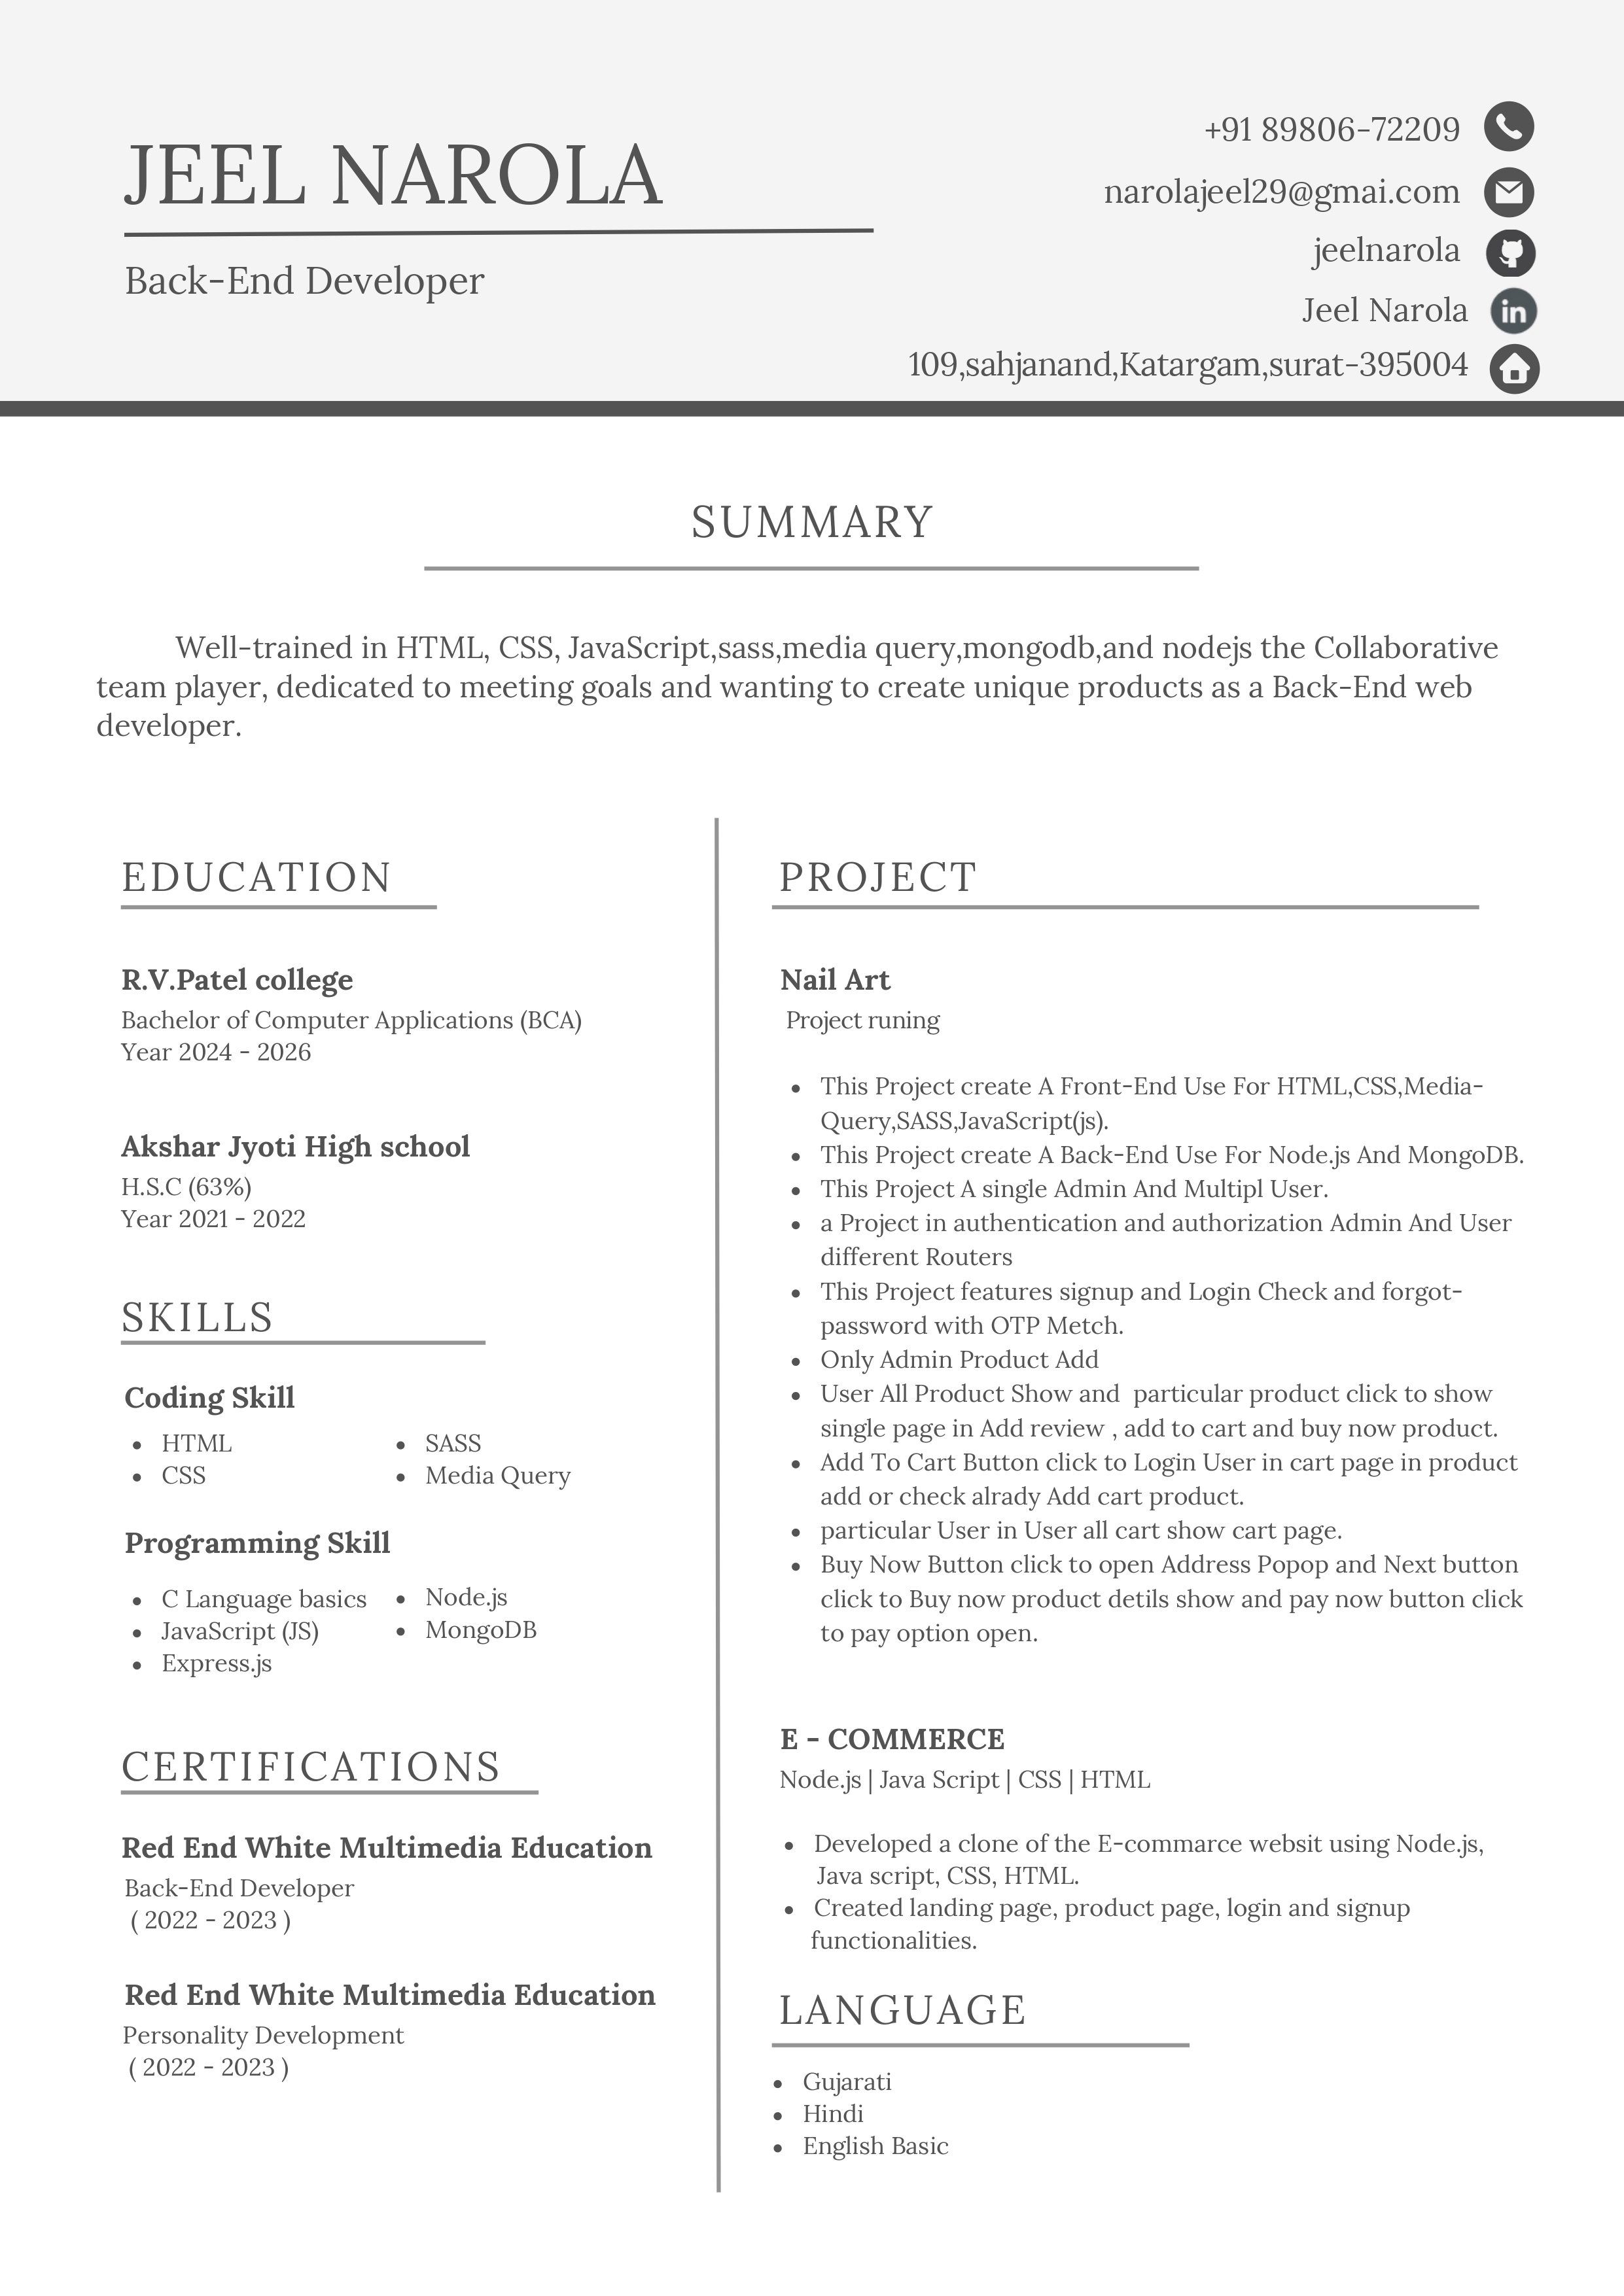 JEEL NAROLA
Back-End Developer
+91 89806-72209
narolajeel29@gmai.com
jeelnarola
Jeel Narola
109,sahjanand,Katargam,surat-395004
SUMMARY
Well-trained in HTML, CSS, JavaScript,sass,media query,mongodb,and nodejs the Collaborative
team player, dedicated to meeting goals and wanting to create unique products as a Back-End web
developer.
EDUCATION
R.V.Patel college
Bachelor of Computer Applications (BCA)
Year 2024 - 2026
Akshar Jyoti High school
H.S.C (63%)
Year 2021 - 2022
SKILLS
Coding Skill
• HTML
• CSS
• SASS
• Media Query
Programming Skill
• C Language basics
• JavaScript (JS)
• Express.js
• Node.js
• MongoDB
CERTIFICATIONS
Red End White Multimedia Education
Back-End Developer
( 2022 - 2023 )
Red End White Multimedia Education
Personality Development
( 2022 - 2023 )
PROJECT
Nail Art
Project runing
• This Project create A Front-End Use For HTML,CSS,Media-
Query,SASS,JavaScript(js).
• This Project create A Back-End Use For Node.js And MongoDB.
• This Project A single Admin And Multipl User.
• a Project in authentication and authorization Admin And User
different Routers
• This Project features signup and Login Check and forgot-
password with OTP Metch.
• Only Admin Product Add
• User All Product Show and particular product click to show
single page in Add review , add to cart and buy now product.
• Add To Cart Button click to Login User in cart page in product
add or check alrady Add cart product.
• particular User in User all cart show cart page.
• Buy Now Button click to open Address Popop and Next button
click to Buy now product detils show and pay now button click
to pay option open.
E - COMMERCE
Node.js | Java Script | CSS | HTML
• Developed a clone of the E-commarce websit using Node.js,
Java script, CSS, HTML.
• Created landing page, product page, login and signup
functionalities.
LANGUAGE
• Gujarati
• Hindi
• English Basic